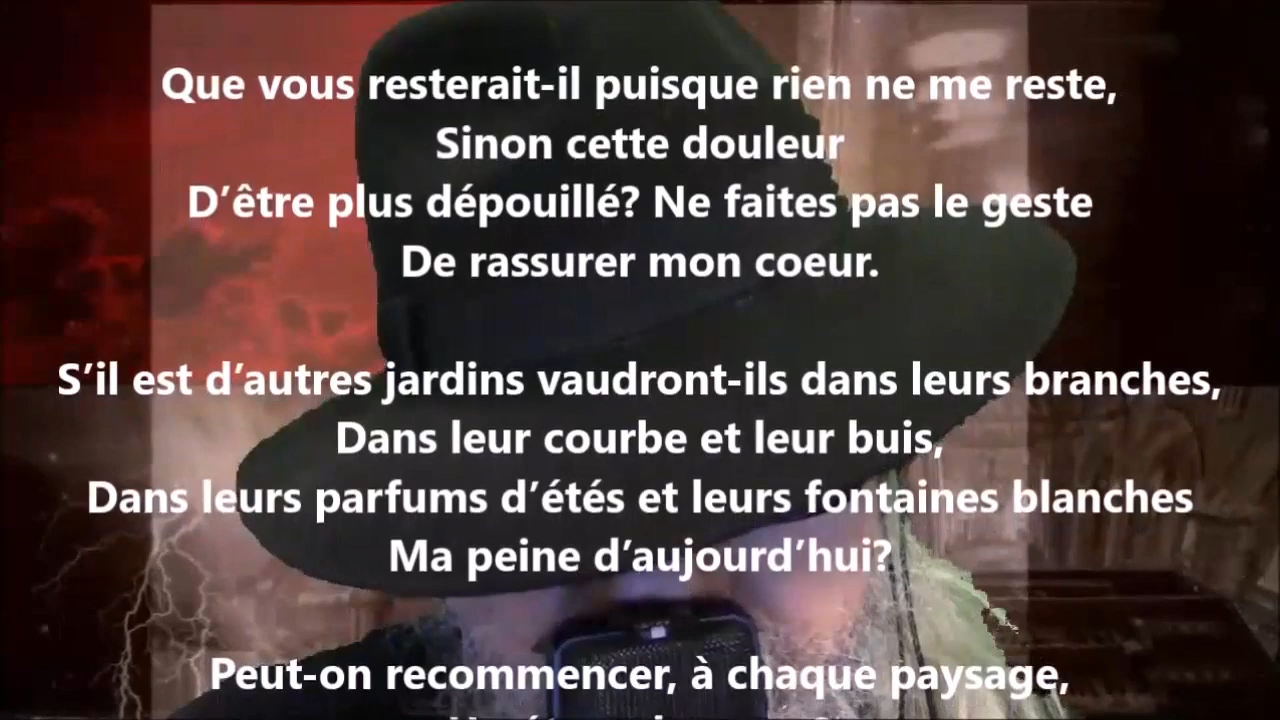 Que vous resterait-il puisque rien ne me reste,
Sinon cette douleur
D’être plus dépouillé? Ne faites pas le geste
De rassurer mon coeur.
S’il est d’autres jardins vaudront-ils dans leurs branches,
Dans leur courbe et leur buis,
Dans leurs parfums d’étés et leurs fontaines blanches
Ma peine d’aujourd’hui?
Peut-on recommencer, à chaque paysage,